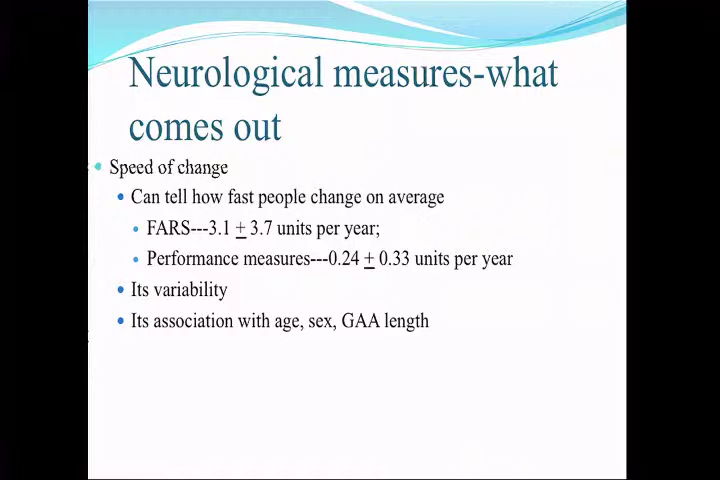 Neurological measures-what
comes out
Speed of change
Can tell how fast people change on average
FARS---3.1 ± 3.7 units per year;
Performance measures---0.24 ± 0.33 units per year
Its variability
Its association with age, sex, GAA length